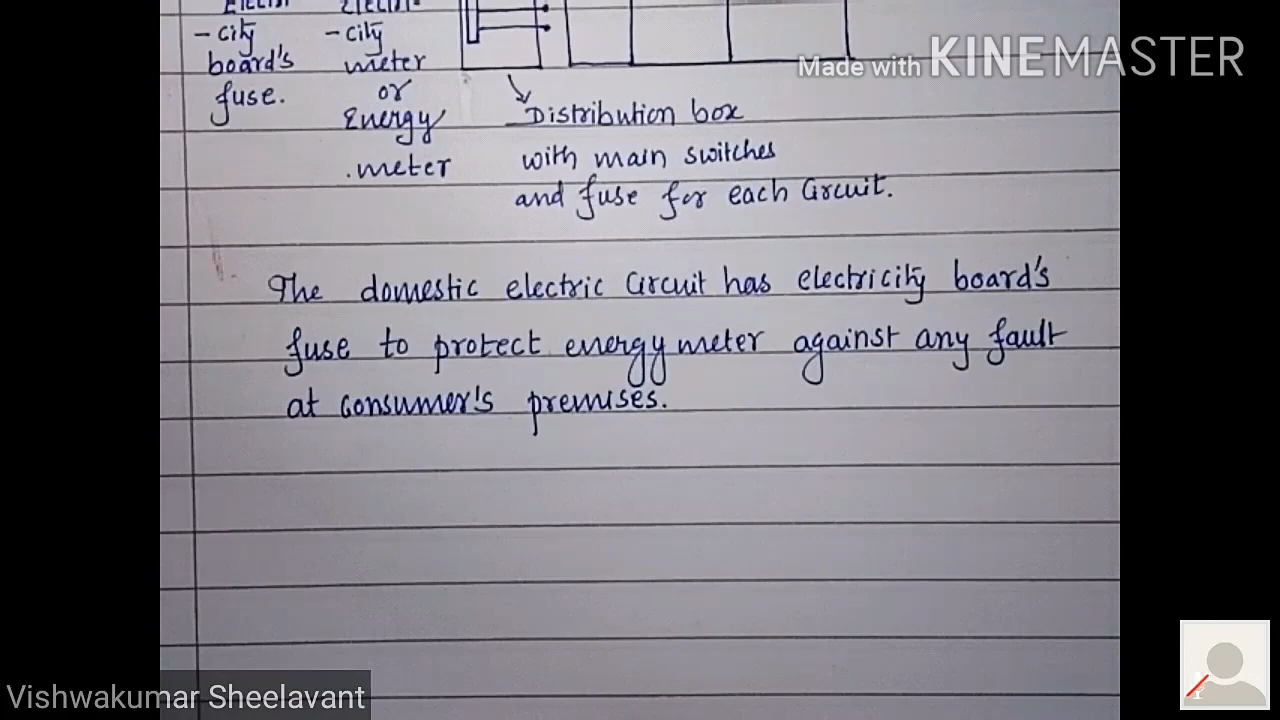 - city - city
board's meter
fuse. or
Energy
.meter
Distribution box
with main switches
and fuse for each Circuit.
The domestic electric Circuit has electricity board's
fuse to protect energy meter against any fault
at consumer's premises.
Made with KINEMASTER
Vishwakumar Sheelavant